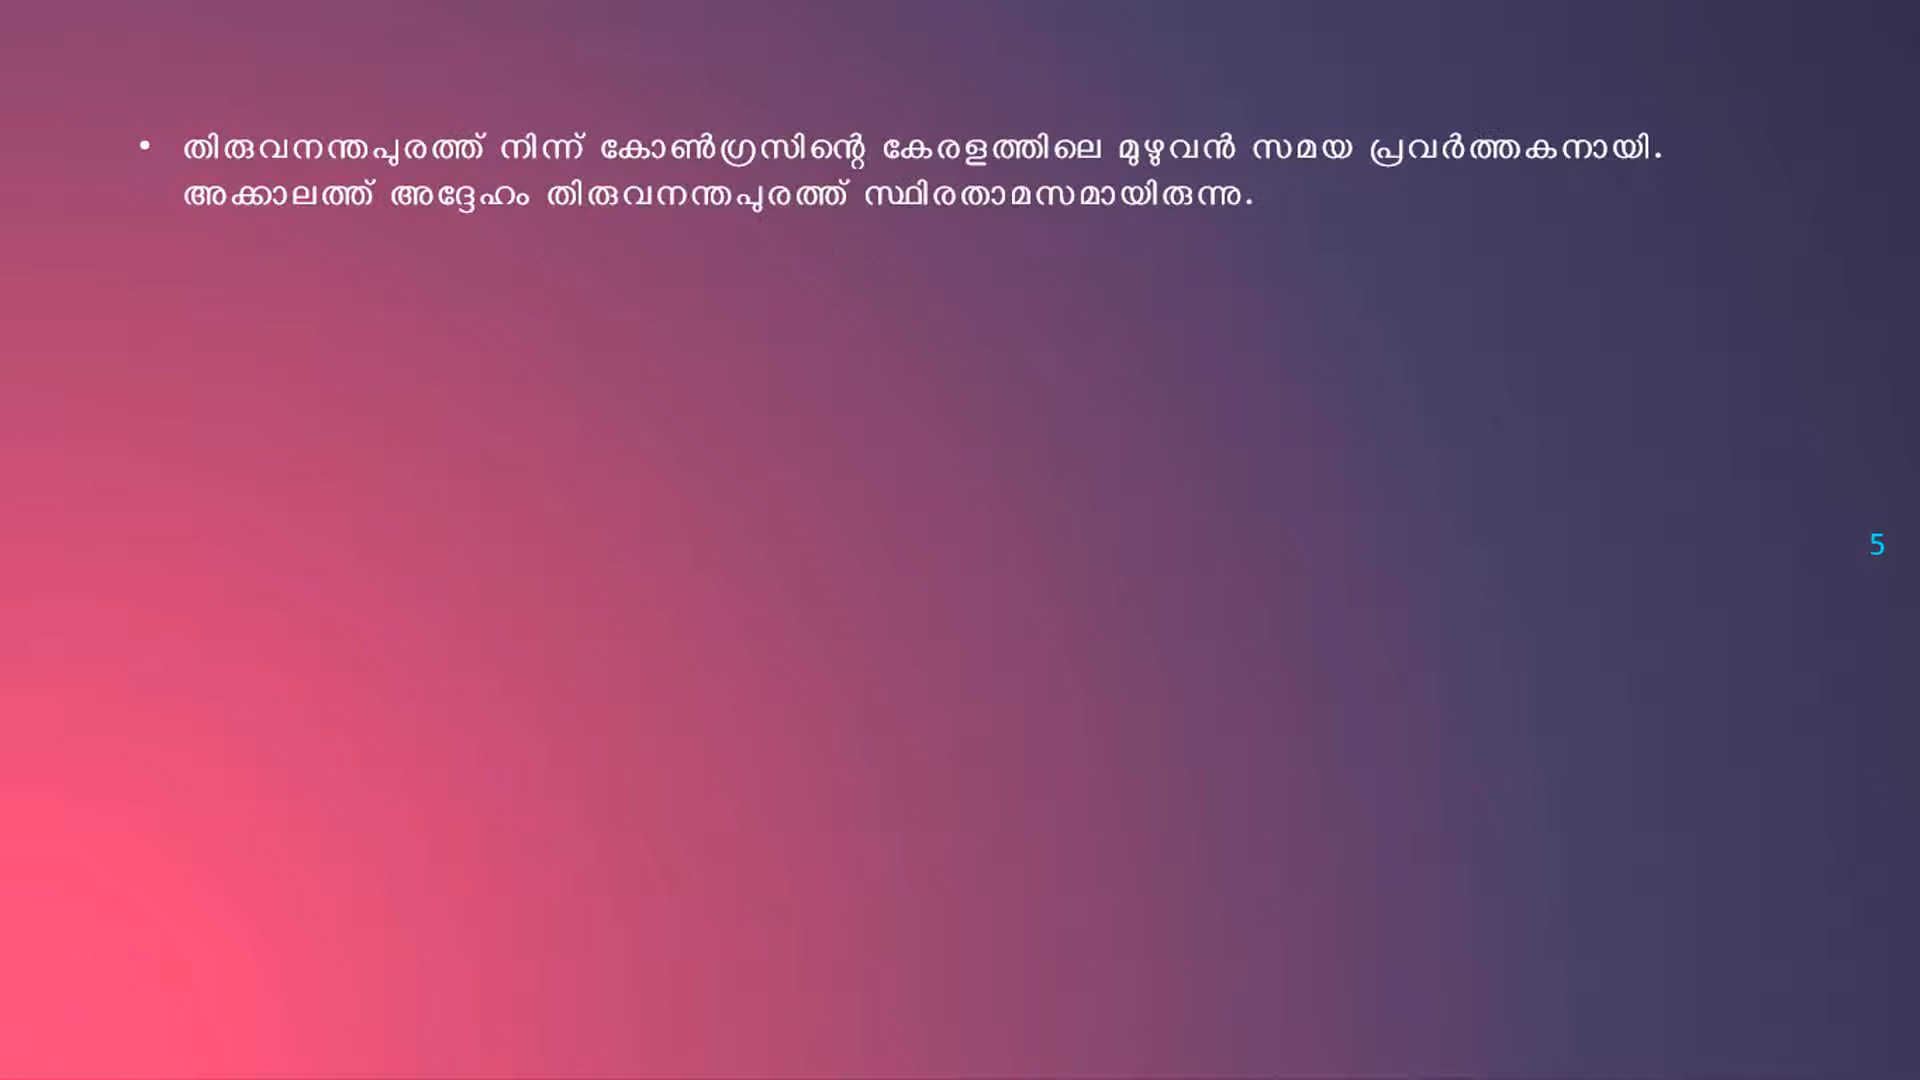 • തിരുവനന്തപുരത്ത് നിന്ന് കോൺഗ്രസിന്റെ കേരളത്തിലെ മുഴുവൻ സമയ പ്രവർത്തകനായി.
അക്കാലത്ത് അദ്ദേഹം തിരുവനന്തപുരത്ത് സ്ഥിരതാമസമായിരുന്നു.
5